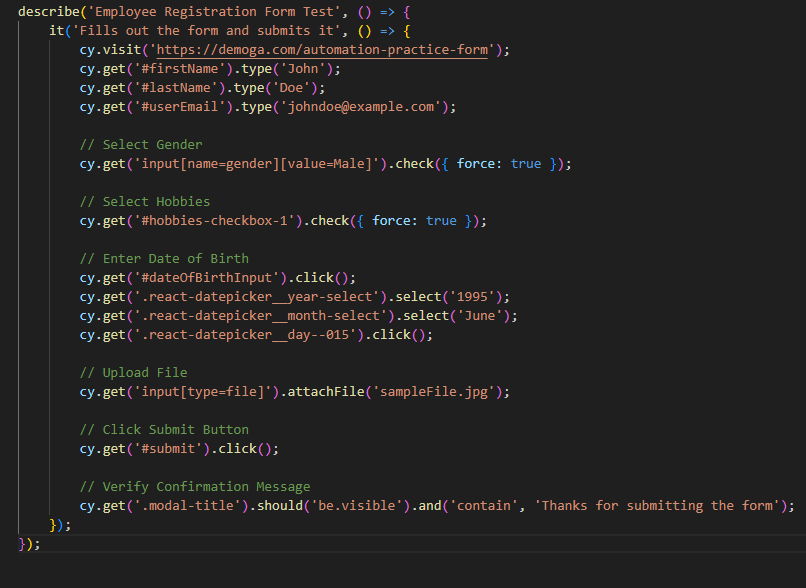 describe('Employee Registration Form Test', () => {
    it('Fills out the form and submits it', () => {
        cy.visit('https://demoga.com/automation-practice-form');
        cy.get('#firstName').type('John');
        cy.get('#lastName').type('Doe');
        cy.get('#userEmail').type('johndoe@example.com');

        // Select Gender
        cy.get('input[name=gender][value=Male]').check({ force: true });

        // Select Hobbies
        cy.get('#hobbies-checkbox-1').check({ force: true });

        // Enter Date of Birth
        cy.get('#dateOfBirthInput').click();
        cy.get('.react-datepicker__year-select').select('1995');
        cy.get('.react-datepicker__month-select').select('June');
        cy.get('.react-datepicker__day--015').click();

        // Upload File
        cy.get('input[type=file]').attachFile('sampleFile.jpg');

        // Click Submit Button
        cy.get('#submit').click();

        // Verify Confirmation Message
        cy.get('.modal-title').should('be.visible').and('contain', 'Thanks for submitting the form');
    });
});